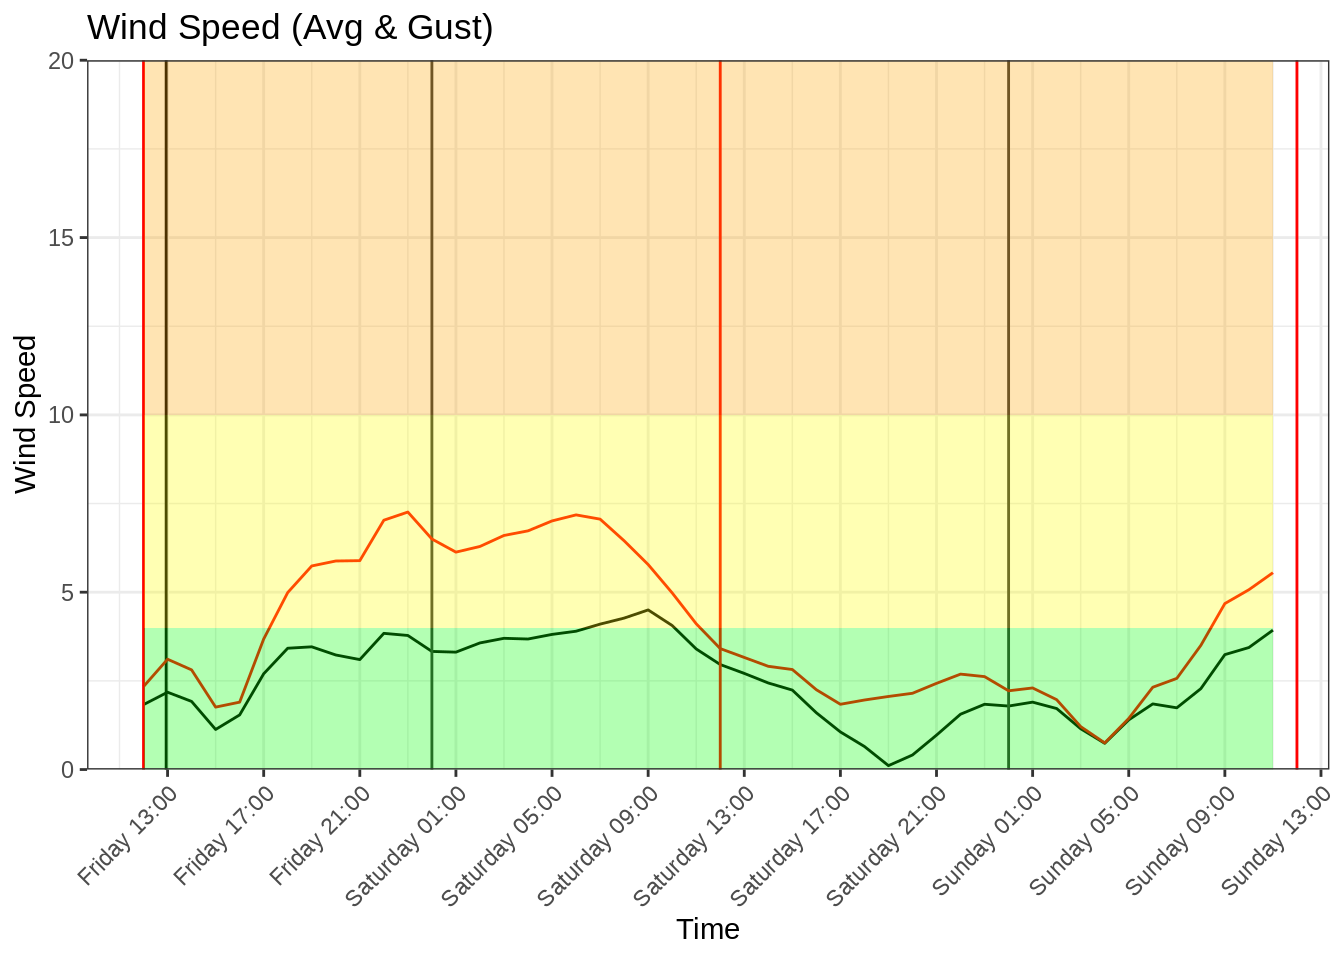 Wind Speed (Avg & Gust)
20
15
10
5
0
Wind Speed
Friday 13:00
Friday 17:00
Friday 21:00
Saturday 01:00
Saturday 05:00
Saturday 09:00
Saturday 13:00
Saturday 17:00
Saturday 21:00
Sunday 01:00
Sunday 05:00
Sunday 09:00
Sunday 13:00
Time